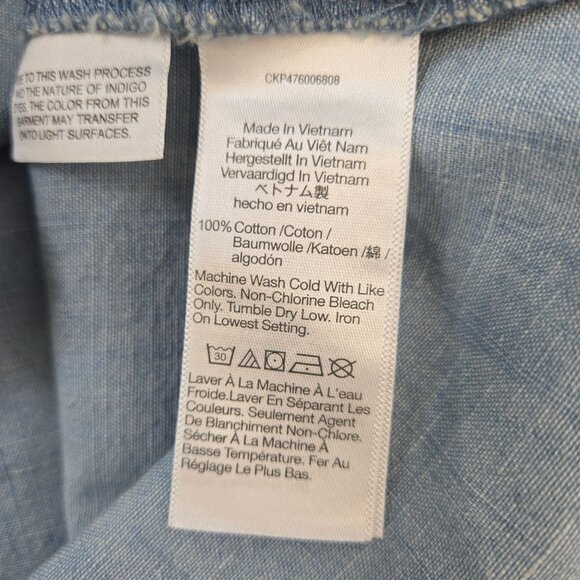 TO THIS WASH PROCESS
AND THE NATURE OF INDIGO
DYES, THE COLOR FROM THIS
GARMENT MAY TRANSFER
ONTO LIGHT SURFACES.
CKP476006808
Made In Vietnam
Fabriqué Au Viêt Nam
Hergestellt In Vietnam
Vervaardigd In Vietnam
ベトナム製
hecho en vietnam
100% Cotton /Coton /
Baumwolle /Katoen /綿 /
algodón
Machine Wash Cold With Like
Colors. Non-Chlorine Bleach
Only. Tumble Dry Low. Iron
On Lowest Setting.
30
Laver À La Machine À L'eau
Froide.Laver En Séparant Les
Couleurs. Seulement Agent
De Blanchiment Non-Chlore.
Sécher À La Machine À
Basse Température. Fer Au
Réglage Le Plus Bas.